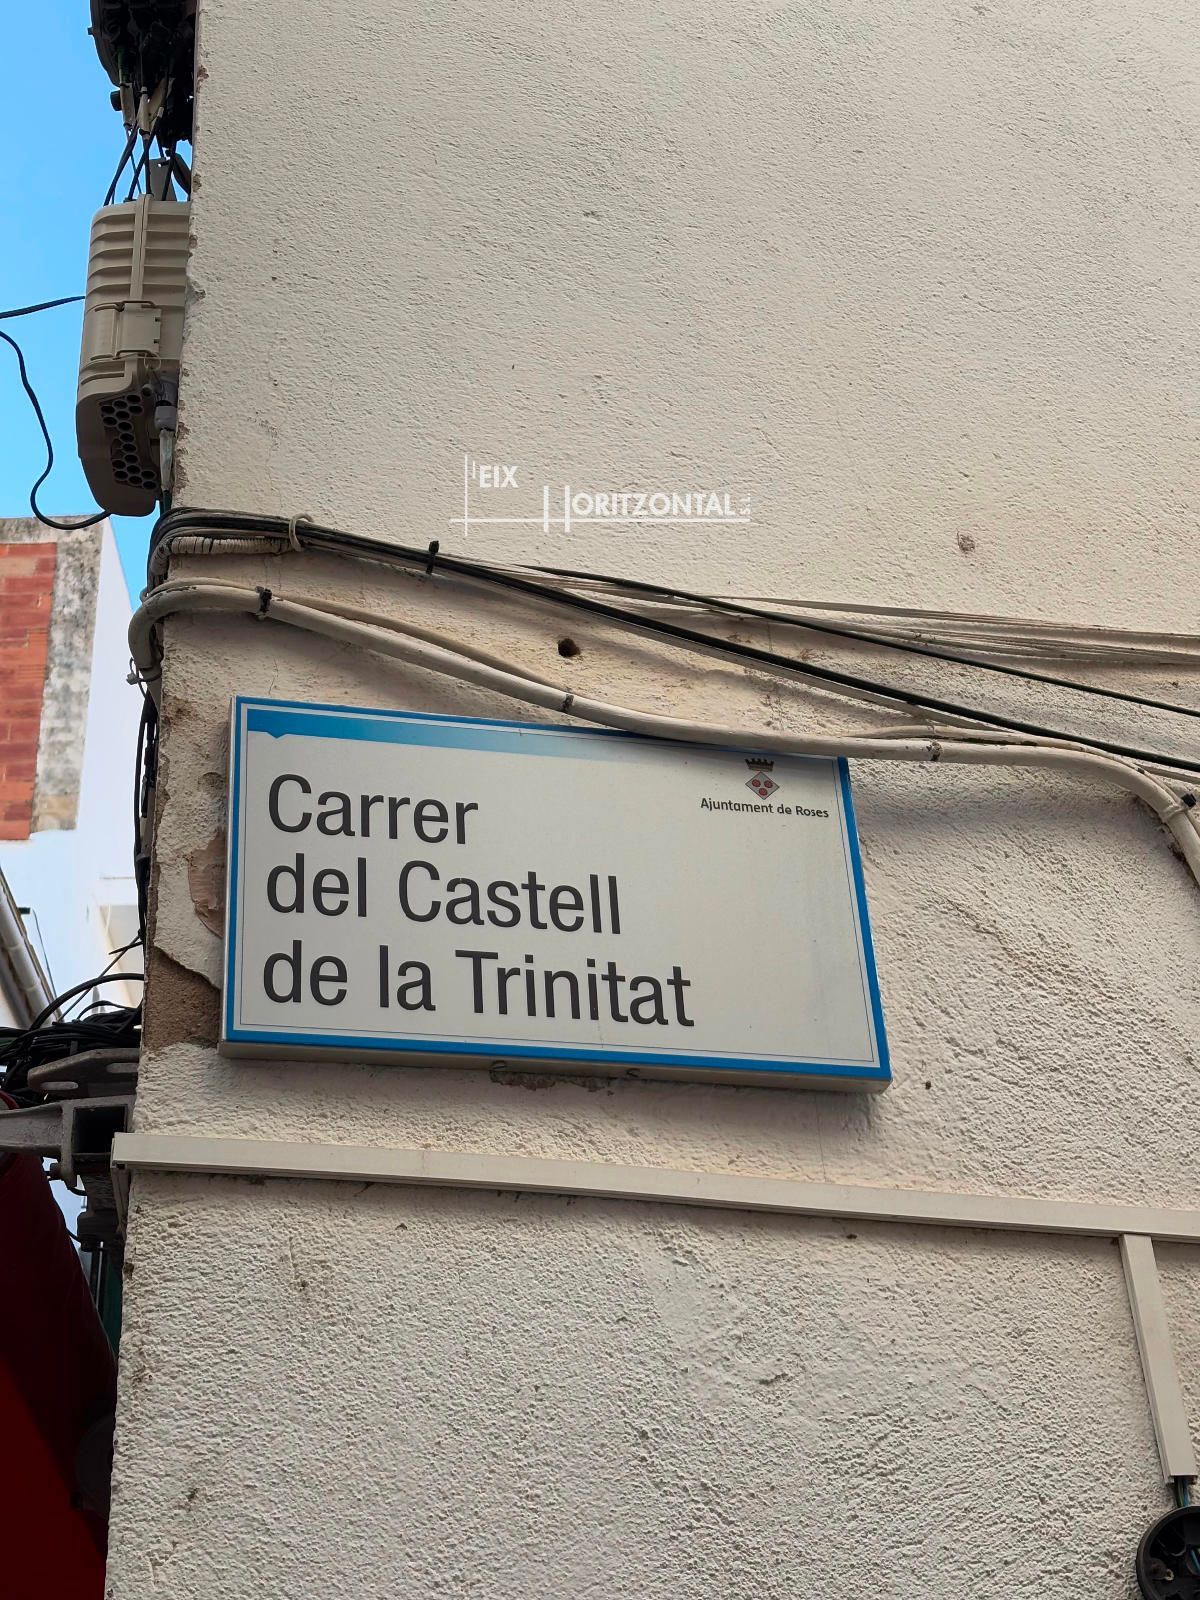 EIX
HORITZONTAL S.L.
Ajuntament de Roses
Carrer
del Castell
de la Trinitat